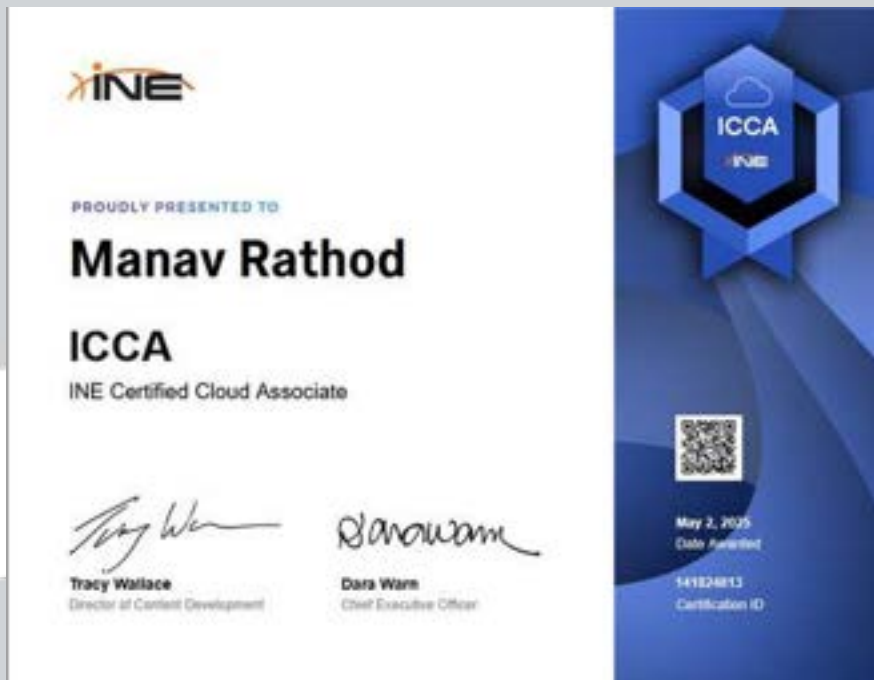 INE
PROUDLY PRESENTED TO
Manav Rathod
ICCA
INE Certified Cloud Associate
Tracy Wallace
Director of Content Development
Dara Warn
Chief Executive Officer
ICCA
INE
May 2, 2025
Date Awarded
Certification ID